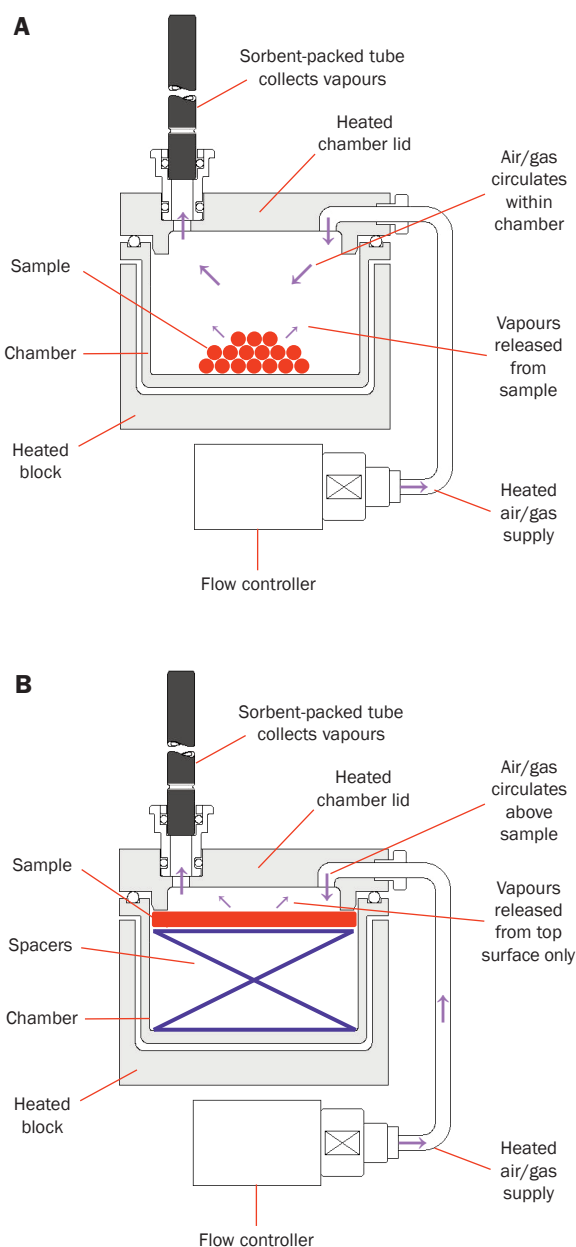 A
Sorbent-packed tube
collects vapours
Heated
chamber lid
Air/gas
circulates
within
chamber
Sample
Chamber
Vapours
released
from
sample
Heated
block
Heated
air/gas
supply
Flow controller
B
Sorbent-packed tube
collects vapours
Heated
chamber lid
Air/gas
circulates
above
sample
Sample
Vapours
released
from top
surface only
Spacers
Chamber
Heated
block
Heated
air/gas
supply
Flow controller